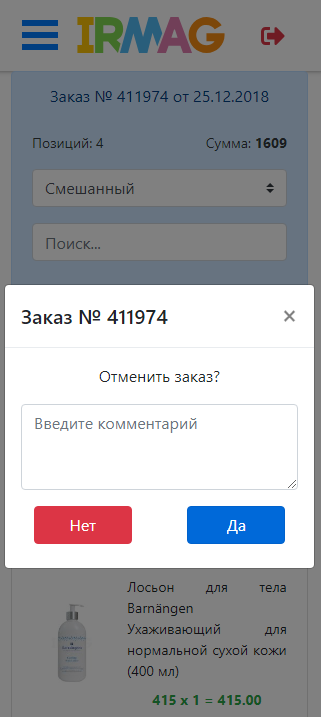 IRMAG
Заказ № 411974 от 25.12.2018
Позиций: 4 Сумма: 1609
Смешанный
Поиск...
Заказ № 411974 ×
Отменить заказ?
Введите комментарий
Нет Да
Лосьон для тела
Barnängen
Ухаживающий для
нормальной сухой кожи
(400 мл)
415 x 1 = 415.00